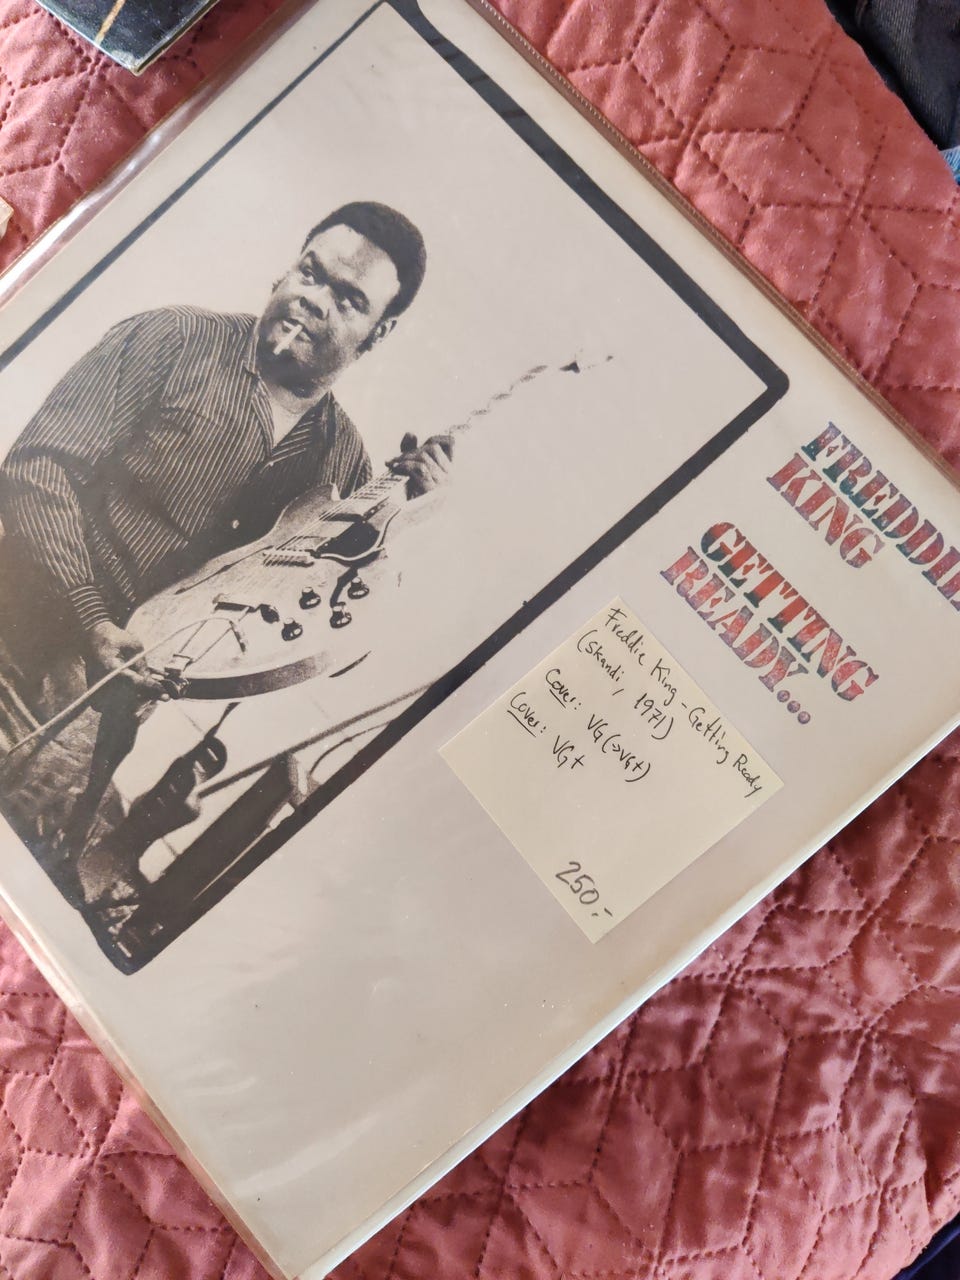 FREDDIE
KING
GETTING
READY...
Freddie King - Getting Ready
(Skandi, 1971)
Cover: VG (->VG+)
Cover: VG+
250:-